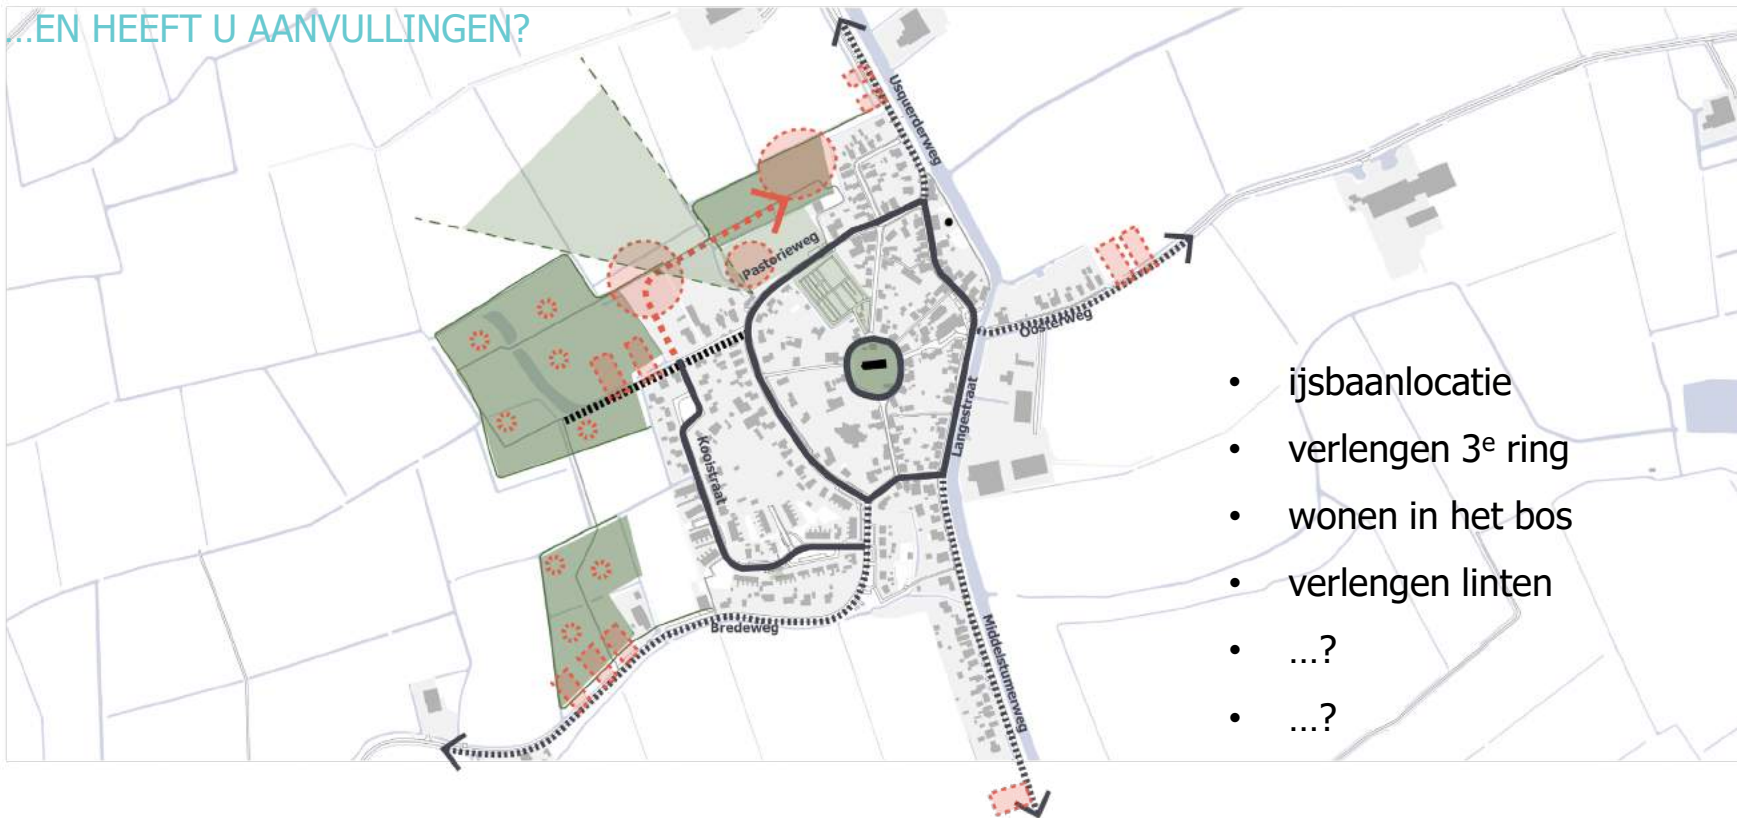 ...EN HEEFT U AANVULLINGEN?
Usquerderweg
Pastorieweg
Oosterweg
Langestraat
Kooistraat
Bredeweg
Middelstumerweg
• ijsbaanlocatie
• verlengen 3e ring
• wonen in het bos
• verlengen linten
• ...?
• ...?